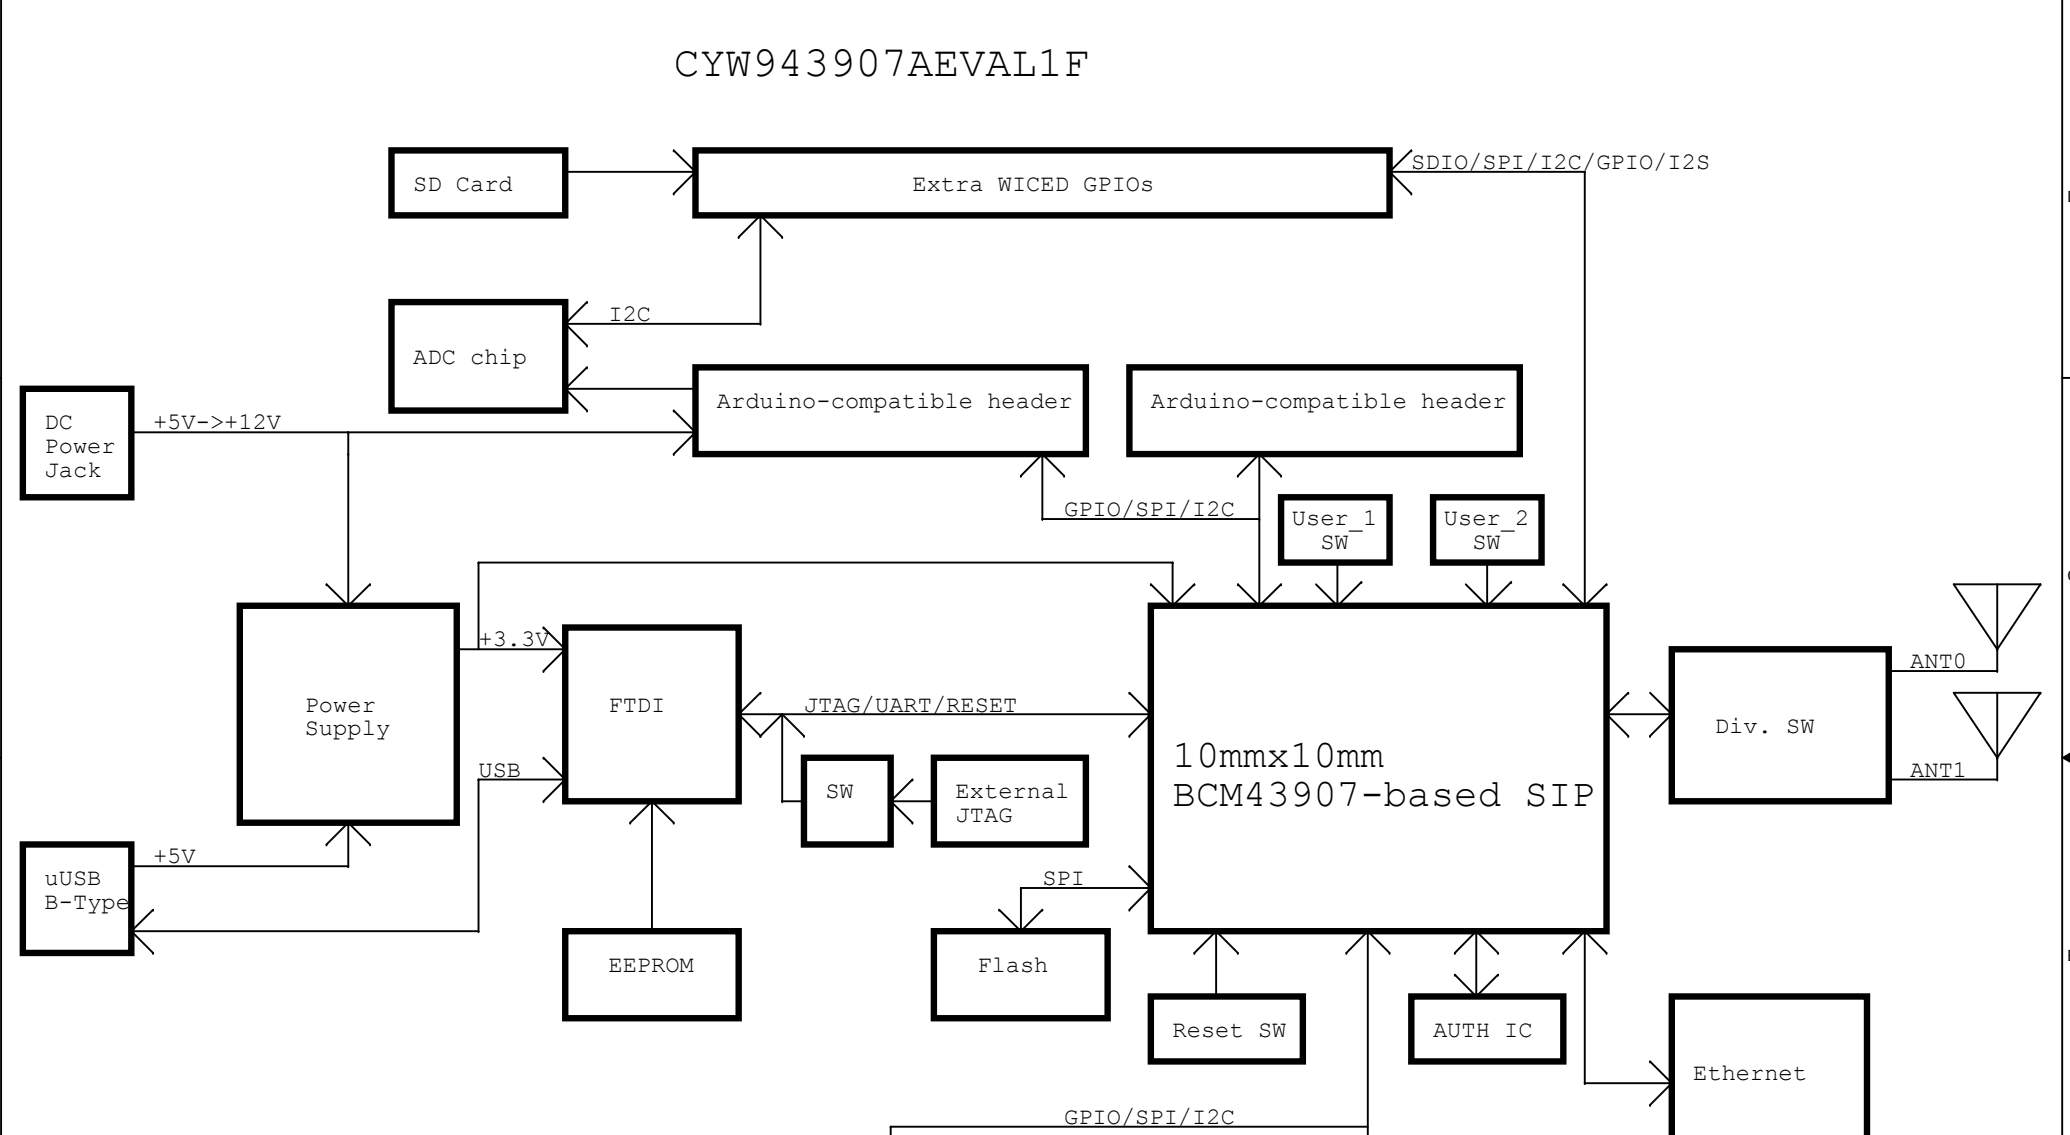 CYW943907AEVAL1F
SD Card
Extra WICED GPIOs
SDIO/SPI/I2C/GPIO/I2S
I2C
ADC chip
Arduino-compatible header
Arduino-compatible header
DC
Power
Jack
+5V->+12V
GPIO/SPI/I2C
User_1
SW
User_2
SW
+3.3V
Power
Supply
FTDI
JTAG/UART/RESET
ANT0
Div. SW
10mmx10mm
BCM43907-based SIP
USB
SW
External
JTAG
ANT1
+5V
uUSB
B-Type
SPI
EEPROM
Flash
Reset SW
AUTH IC
Ethernet
GPIO/SPI/I2C